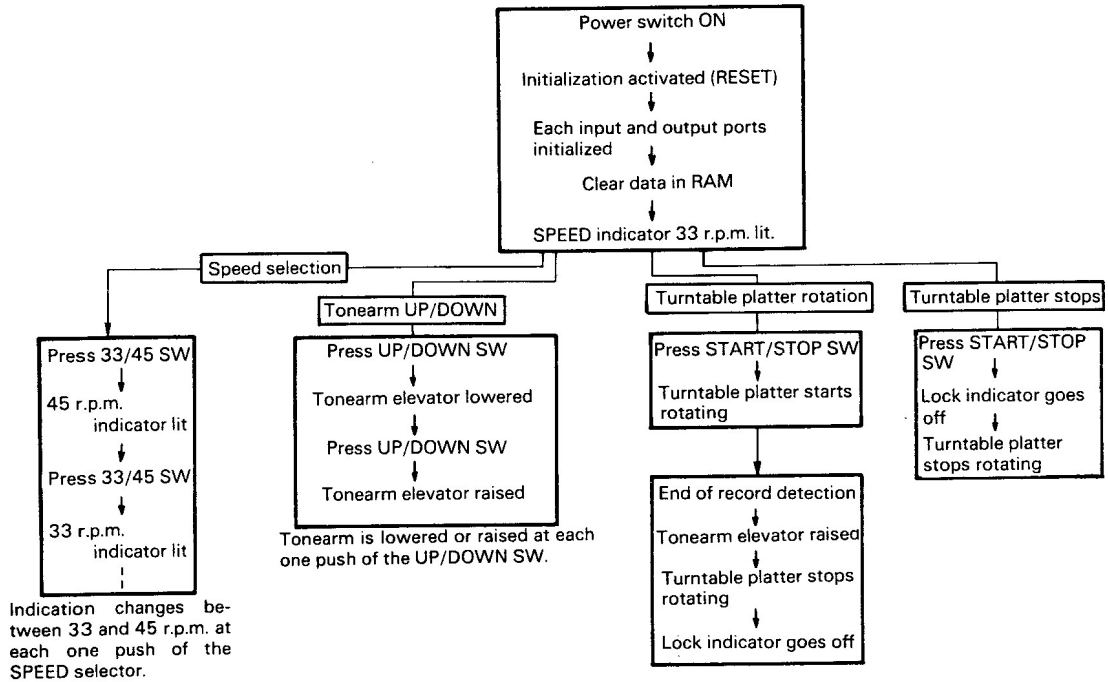 Power switch ON
Initialization activated (RESET)
Each input and output ports
initialized
Clear data in RAM
SPEED indicator 33 r.p.m. lit.
Speed selection
Press 33/45 SW
45 r.p.m.
indicator lit
Press 33/45 SW
33 r.p.m.
indicator lit
Indication changes be-
tween 33 and 45 r.p.m. at
each one push of the
SPEED selector.
Tonearm UP/DOWN
Press UP/DOWN SW
Tonearm elevator lowered
Press UP/DOWN SW
Tonearm elevator raised
Tonearm is lowered or raised at each
one push of the UP/DOWN SW.
Turntable platter rotation
Press START/STOP SW
Turntable platter starts
rotating
End of record detection
Tonearm elevator raised
Turntable platter stops
rotating
Lock indicator goes off
Turntable platter stops
Press START/STOP
SW
Lock indicator goes
off
Turntable platter
stops rotating